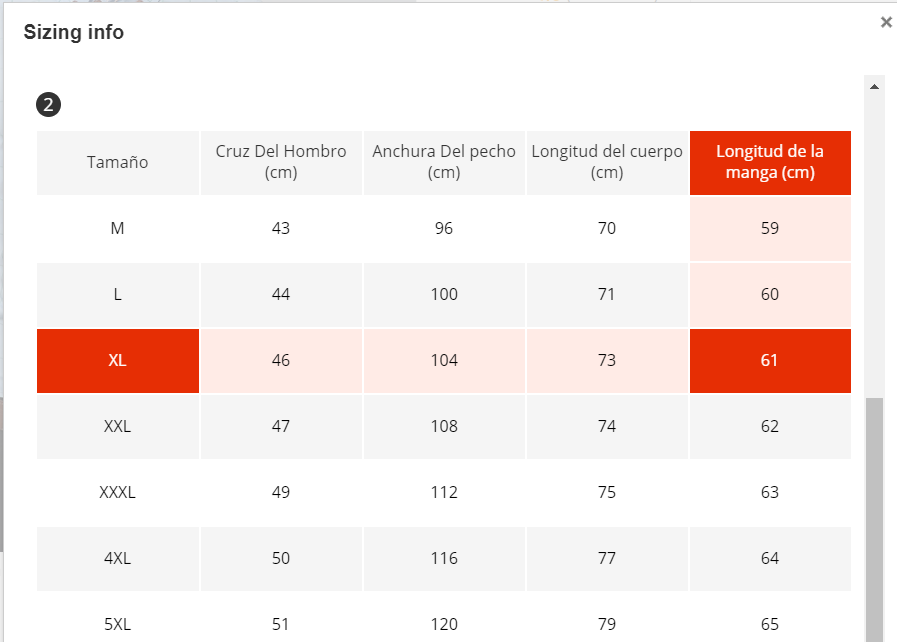 Sizing info
×
2
Tamaño Cruz Del Hombro (cm) Anchura Del pecho (cm) Longitud del cuerpo (cm) Longitud de la manga (cm)
M 43 96 70 59
L 44 100 71 60
XL 46 104 73 61
XXL 47 108 74 62
XXXL 49 112 75 63
4XL 50 116 77 64
5XL 51 120 79 65